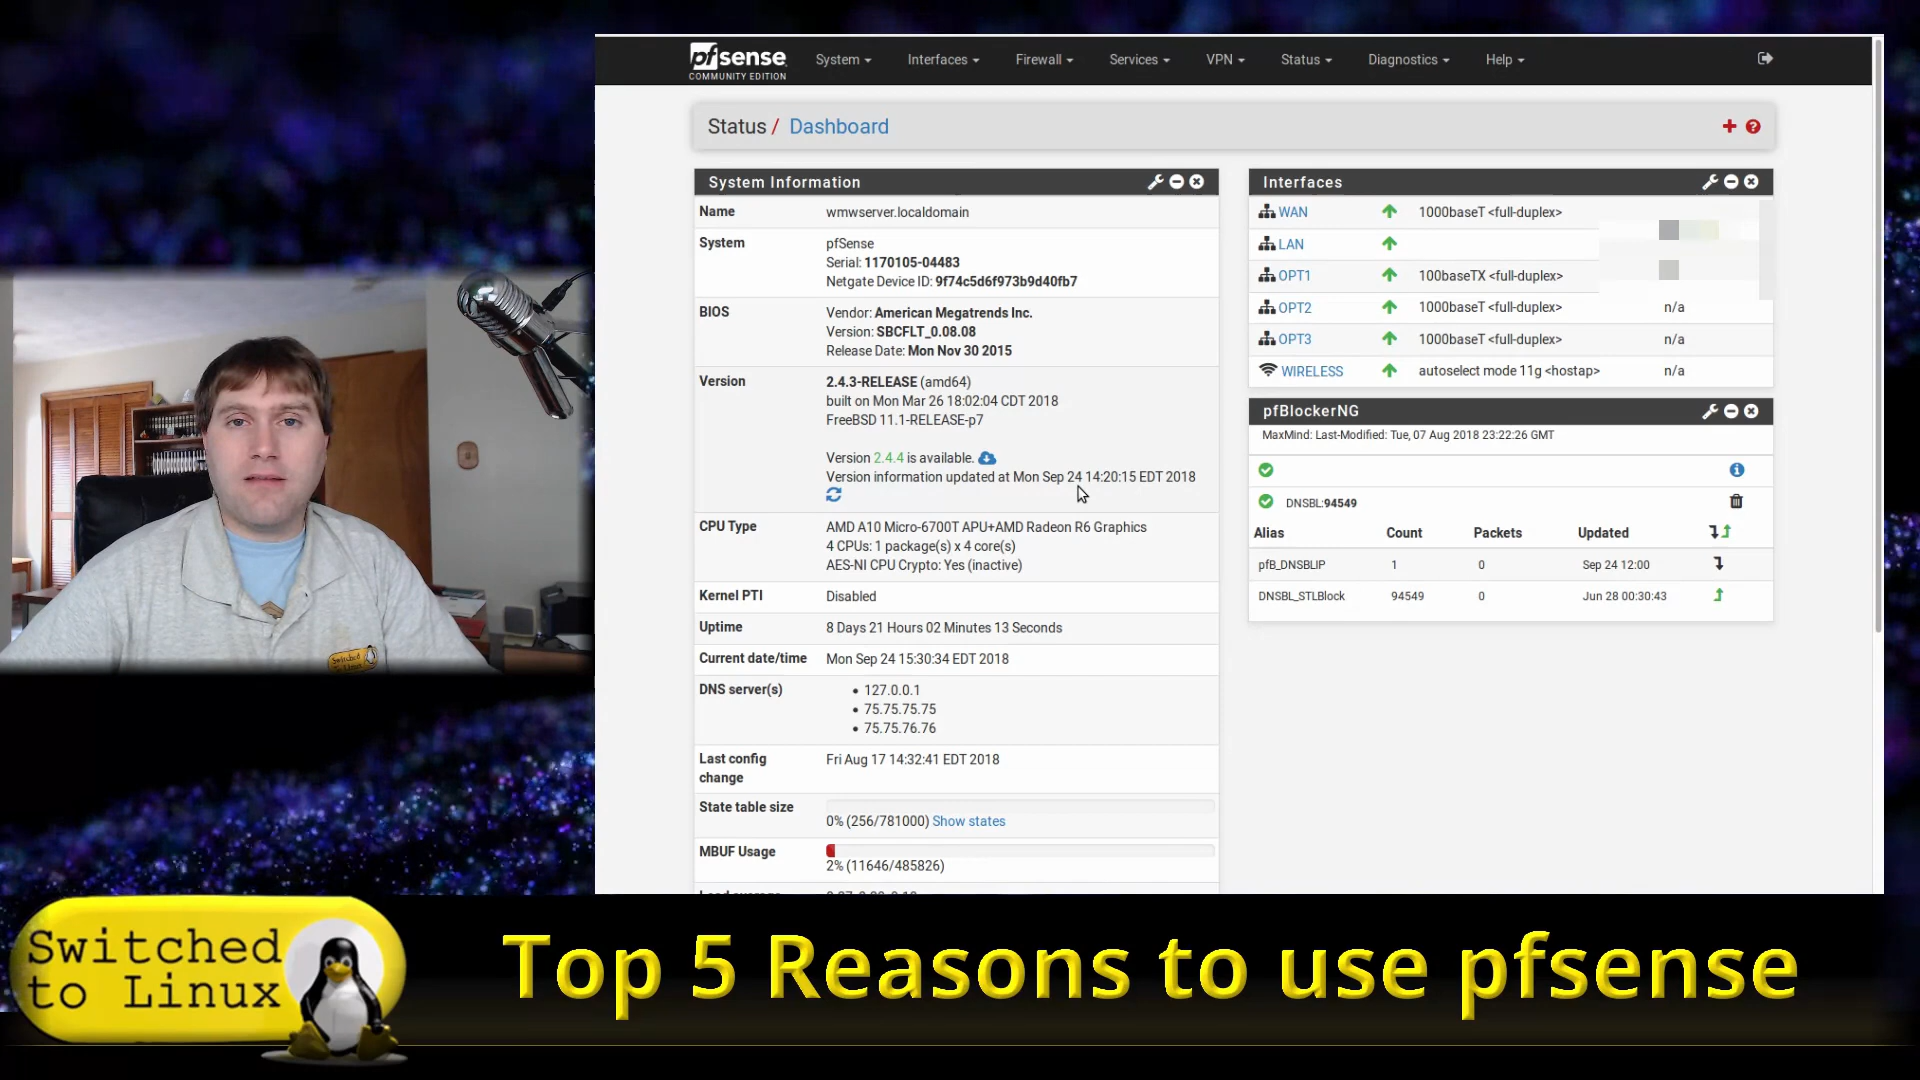 pfsense
COMMUNITY EDITION
System
Interfaces
Firewall
Services
VPN
Status
Diagnostics
Help
Status / Dashboard
System Information
Name
wmwserver.localdomain
System
pfSense
Serial: 1170105-04483
Netgate Device ID: 9f74c5d6f973b9d40fb7
BIOS
Vendor: American Megatrends Inc.
Version: SBCFLT_0.08.08
Release Date: Mon Nov 30 2015
Version
2.4.3-RELEASE (amd64)
built on Mon Mar 26 18:02:04 CDT 2018
FreeBSD 11.1-RELEASE-p7
Version 2.4.4 is available.
Version information updated at Mon Sep 24 14:20:15 EDT 2018
CPU Type
AMD A10 Micro-6700T APU+AMD Radeon R6 Graphics
4 CPUs: 1 package(s) x 4 core(s)
AES-NI CPU Crypto: Yes (inactive)
Kernel PTI
Disabled
Uptime
8 Days 21 Hours 02 Minutes 13 Seconds
Current date/time
Mon Sep 24 15:30:34 EDT 2018
DNS server(s)
127.0.0.1
75.75.75.75
75.75.76.76
Last config
change
Fri Aug 17 14:32:41 EDT 2018
State table size
0% (256/781000) Show states
MBUF Usage
2% (11646/485826)
Interfaces
WAN 1000baseT <full-duplex>
LAN
OPT1 100baseTX <full-duplex>
OPT2 1000baseT <full-duplex> n/a
OPT3 1000baseT <full-duplex> n/a
WIRELESS autoselect mode 11g <hostap> n/a
pfBlockerNG
MaxMind: Last-Modified: Tue, 07 Aug 2018 23:22:26 GMT
DNSBL:94549
Alias Count Packets Updated
pfB_DNSBLIP 1 0 Sep 24 12:00
DNSBL_STLBlock 94549 0 Jun 28 00:30:43
Switched
to Linux
Switched
to Linux
Top 5 Reasons to use pfsense